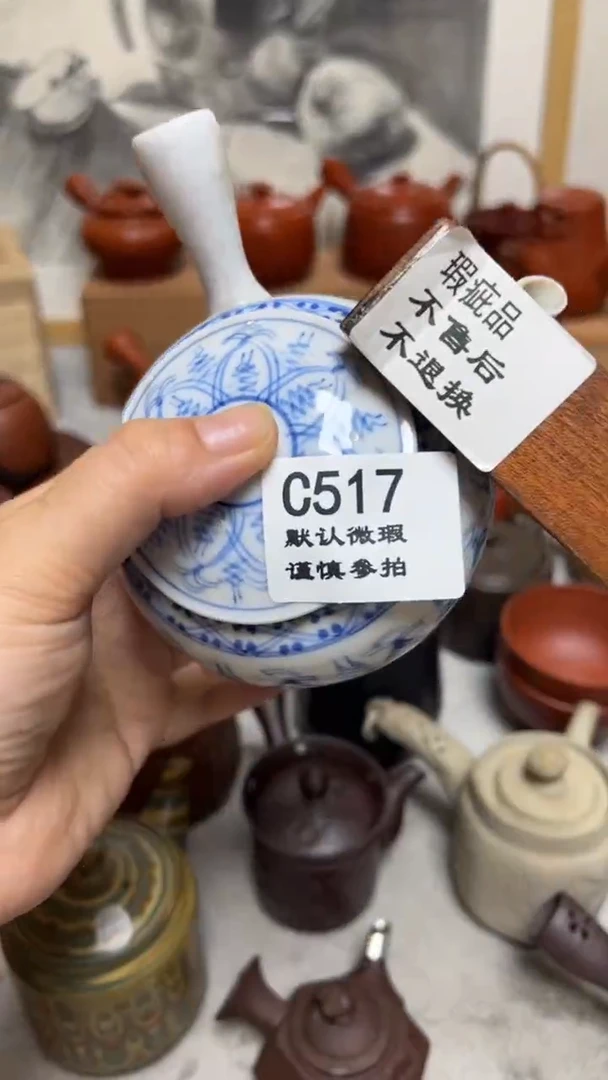 瑕疵品
不售后
不退换
C517
默认微瑕
谨慎参拍